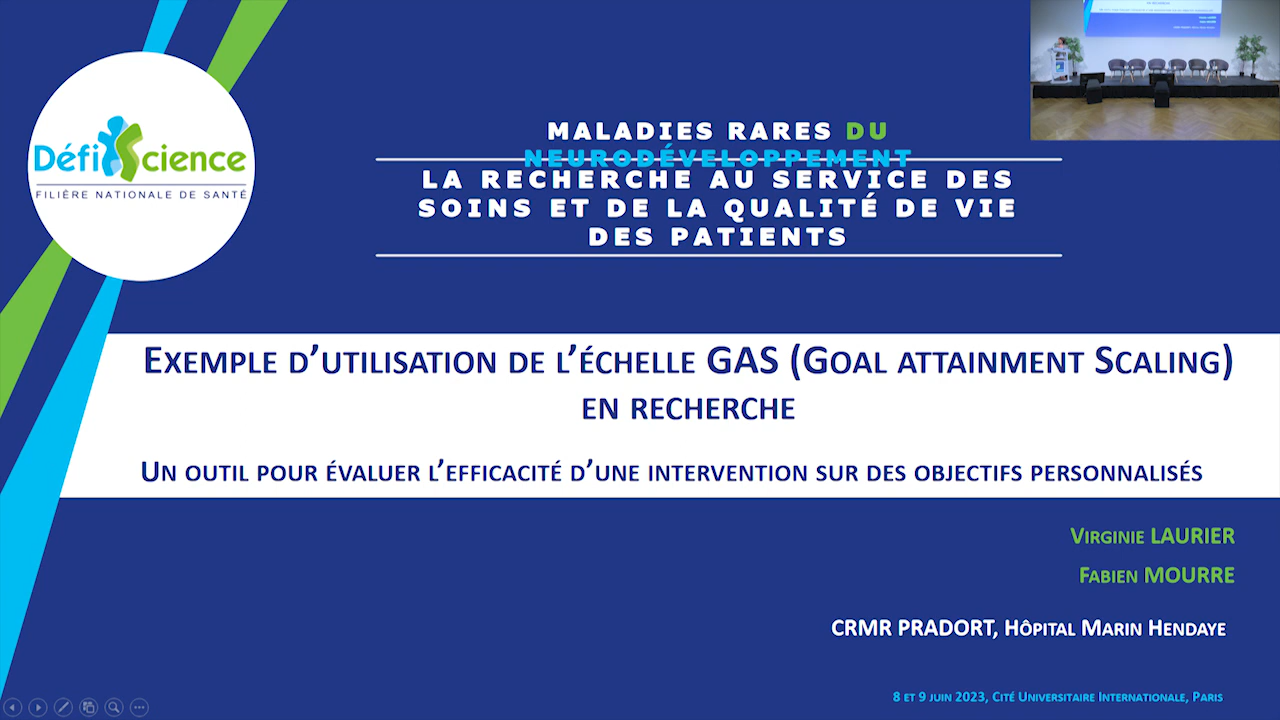 DéfiScience
FILIÈRE NATIONALE DE SANTÉ
MALADIES RARES DU
NEURODÉVELOPPEMENT
LA RECHERCHE AU SERVICE DES
SOINS ET DE LA QUALITÉ DE VIE
DES PATIENTS
EXEMPLE D’UTILISATION DE L’ÉCHELLE GAS (GOAL ATTAINMENT SCALING)
EN RECHERCHE
UN OUTIL POUR ÉVALUER L’EFFICACITÉ D’UNE INTERVENTION SUR DES OBJECTIFS PERSONNALISÉS
VIRGINIE LAURIER
FABIEN MOURRE
CRMR PRADORT, HÔPITAL MARIN HENDAYE
8 ET 9 JUIN 2023, CITÉ UNIVERSITAIRE INTERNATIONALE, PARIS